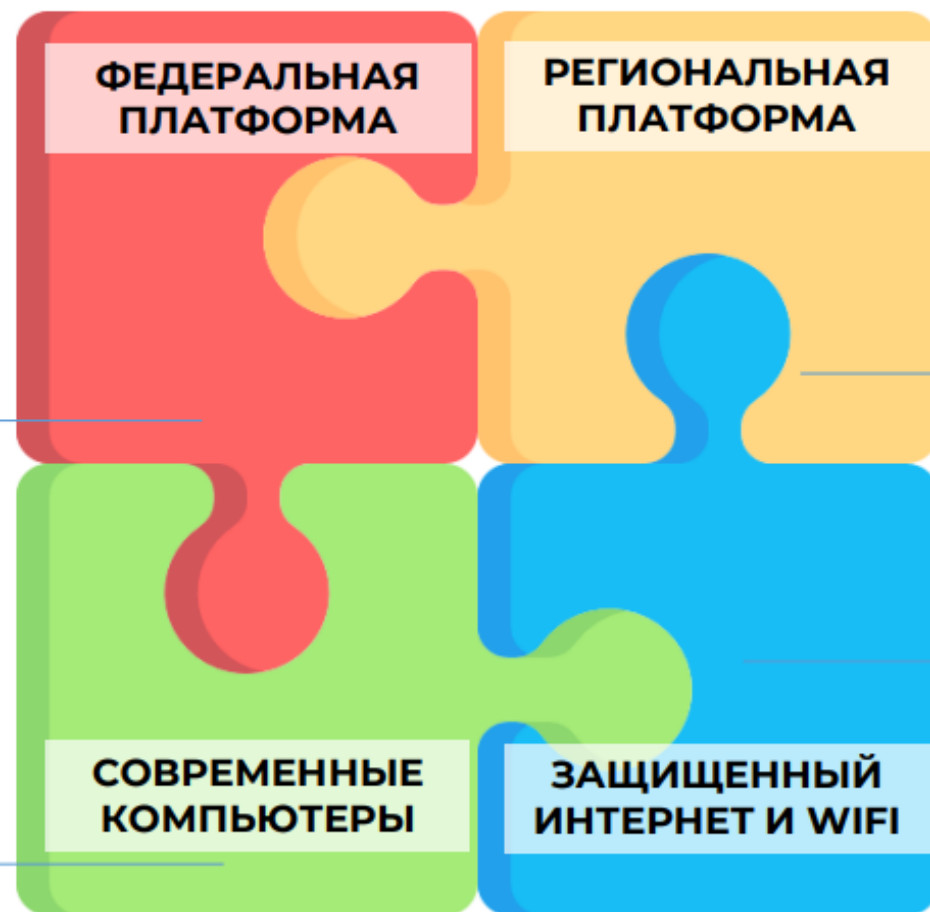 ФЕДЕРАЛЬНАЯ
ПЛАТФОРМА
РЕГИОНАЛЬНАЯ
ПЛАТФОРМА
СОВРЕМЕННЫЕ
КОМПЬЮТЕРЫ
ЗАЩИЩЕННЫЙ
ИНТЕРНЕТ И WIFI